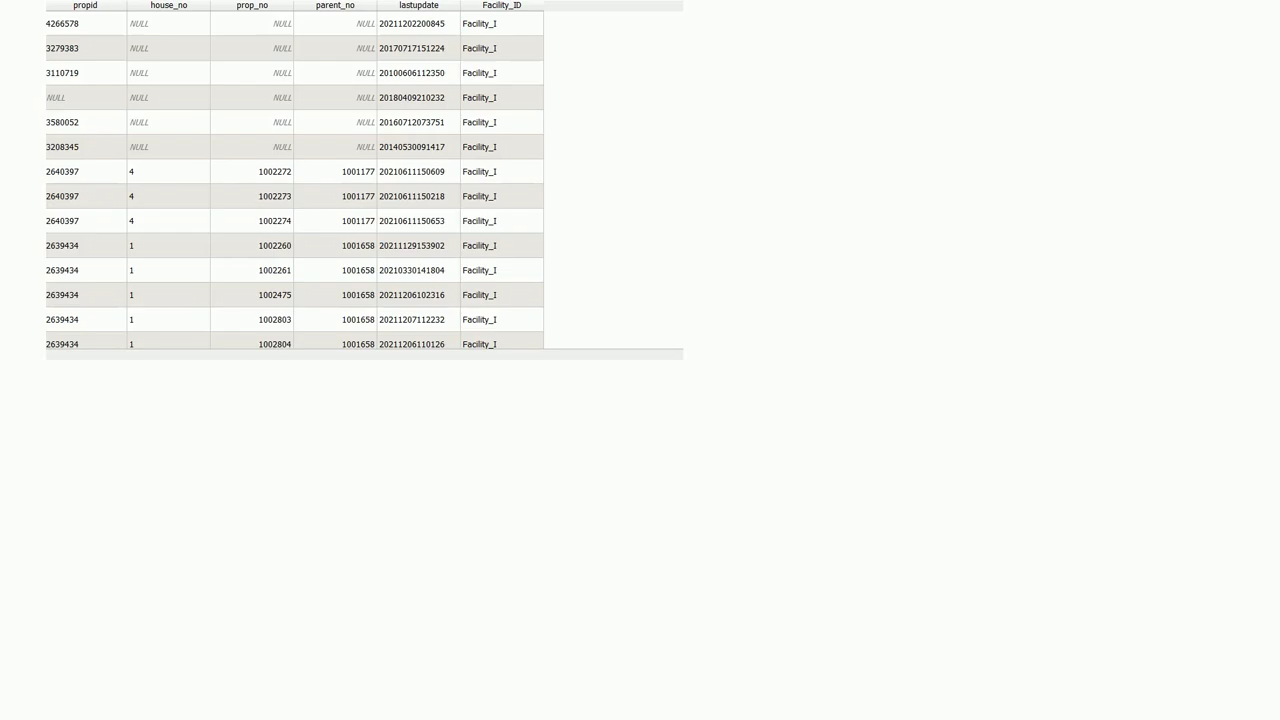 propid house_no prop_no parent_no lastupdate Facility_ID
4266578 NULL NULL NULL 20211202200845 Facility_I
3279383 NULL NULL NULL 20170717151224 Facility_I
3110719 NULL NULL NULL 20100606112350 Facility_I
NULL NULL NULL NULL 20180409210232 Facility_I
3580052 NULL NULL NULL 20160712073751 Facility_I
3208345 NULL NULL NULL 20140530091417 Facility_I
2640397 4 1002272 1001177 20210611150609 Facility_I
2640397 4 1002273 1001177 20210611150218 Facility_I
2640397 4 1002274 1001177 20210611150653 Facility_I
2639434 1 1002260 1001658 20211129153902 Facility_I
2639434 1 1002261 1001658 20210330141804 Facility_I
2639434 1 1002475 1001658 20211206102316 Facility_I
2639434 1 1002803 1001658 20211207112232 Facility_I
2639434 1 1002804 1001658 20211206110126 Facility_I